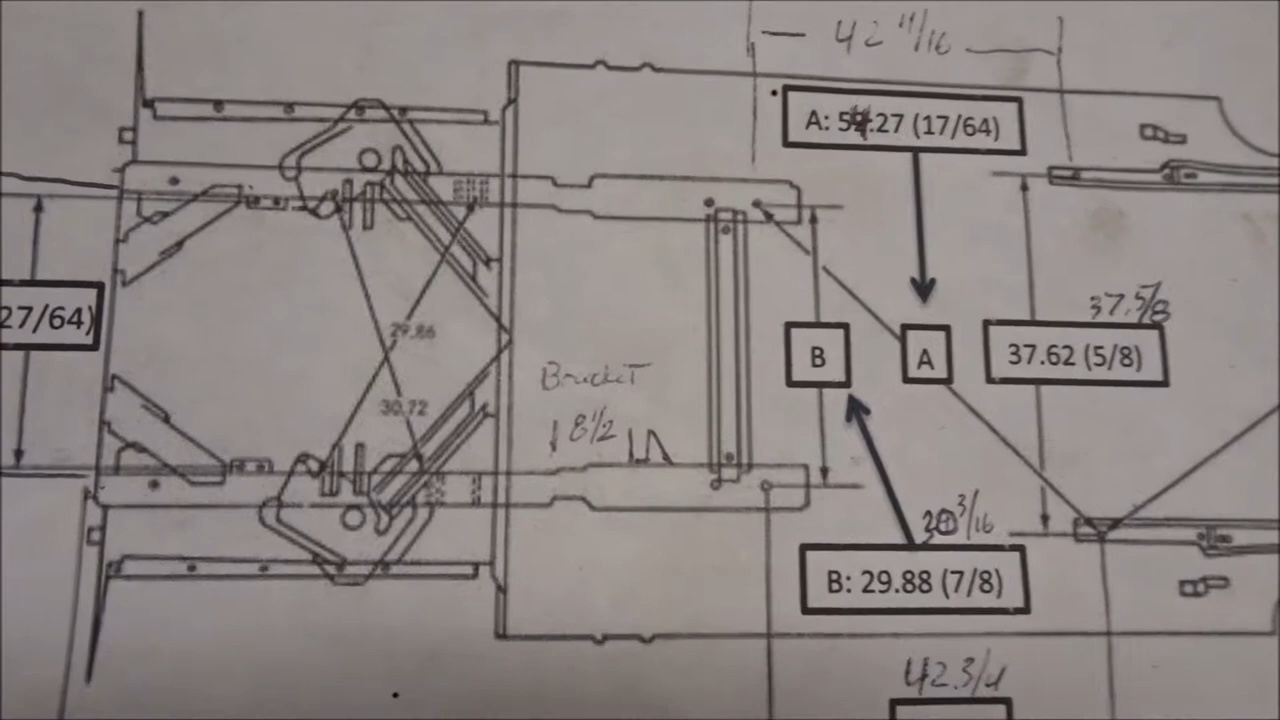 42 11/16
A: 54.27 (17/64)
37.5/8
27/64)
29.86
B
A
37.62 (5/8)
Bracket
30.72
8 1/2
30 3/16
B: 29.88 (7/8)
42.3/4